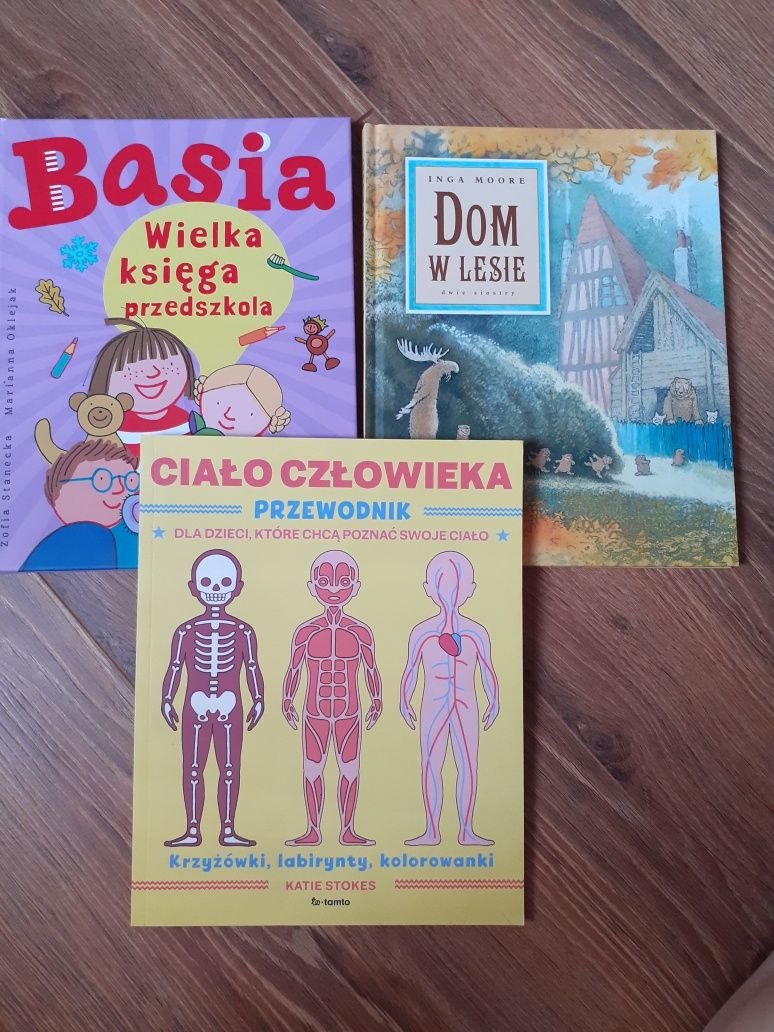 Basia
Wielka
księga
przedszkola
Zofia Stanecka Marianna Oklejak
INGA MOORE
DOM
W LESIE
dwie siostry
CIAŁO CZŁOWIEKA
PRZEWODNIK
DLA DZIECI, KTÓRE CHCĄ POZNAĆ SWOJE CIAŁO
Krzyżówki, labirynty, kolorowanki
KATIE STOKES
to·tamto